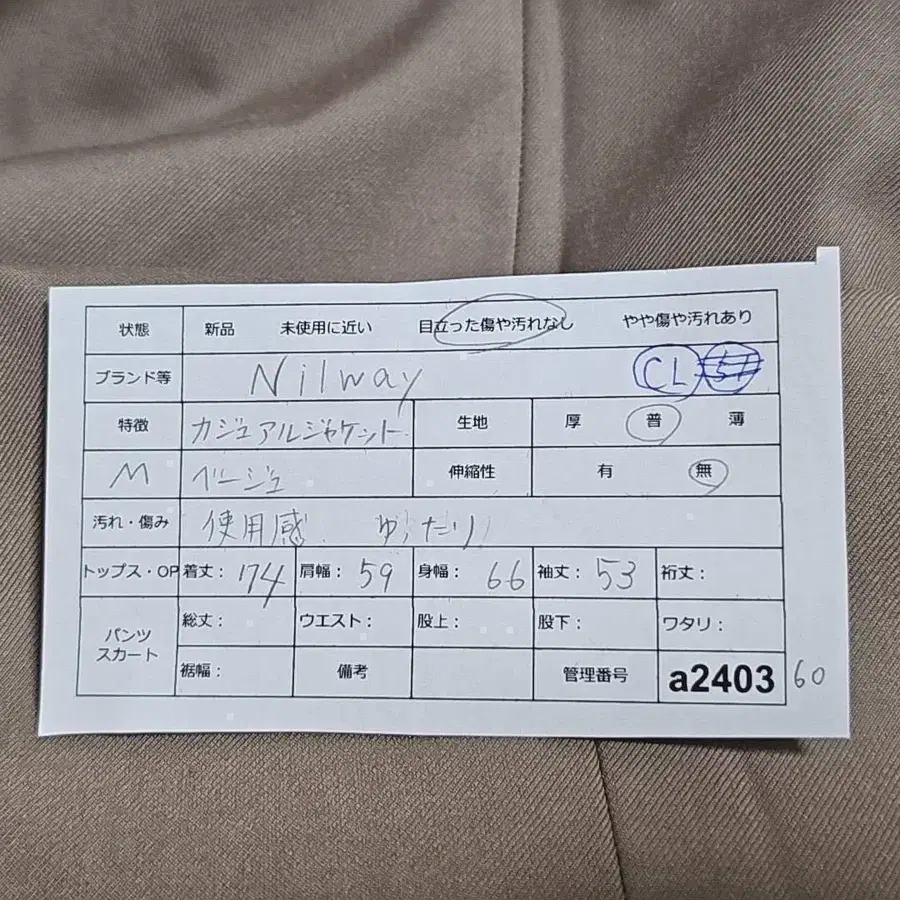 状態 新品 未使用に近い 目立った傷や汚れなし やや傷や汚れあり
ブランド等 Nilway CL
特徴 カジュアルジャケット 生地 厚 普 薄
M ベージュ 伸縮性 有 無
汚れ・傷み 使用感 ゆったり
トップス・OP 着丈: 74 肩幅: 59 身幅: 66 袖丈: 53 裄丈:
パンツ 総丈: ウエスト: 股上: 股下: ワタリ:
スカート 裾幅: 備考 管理番号 a2403 60